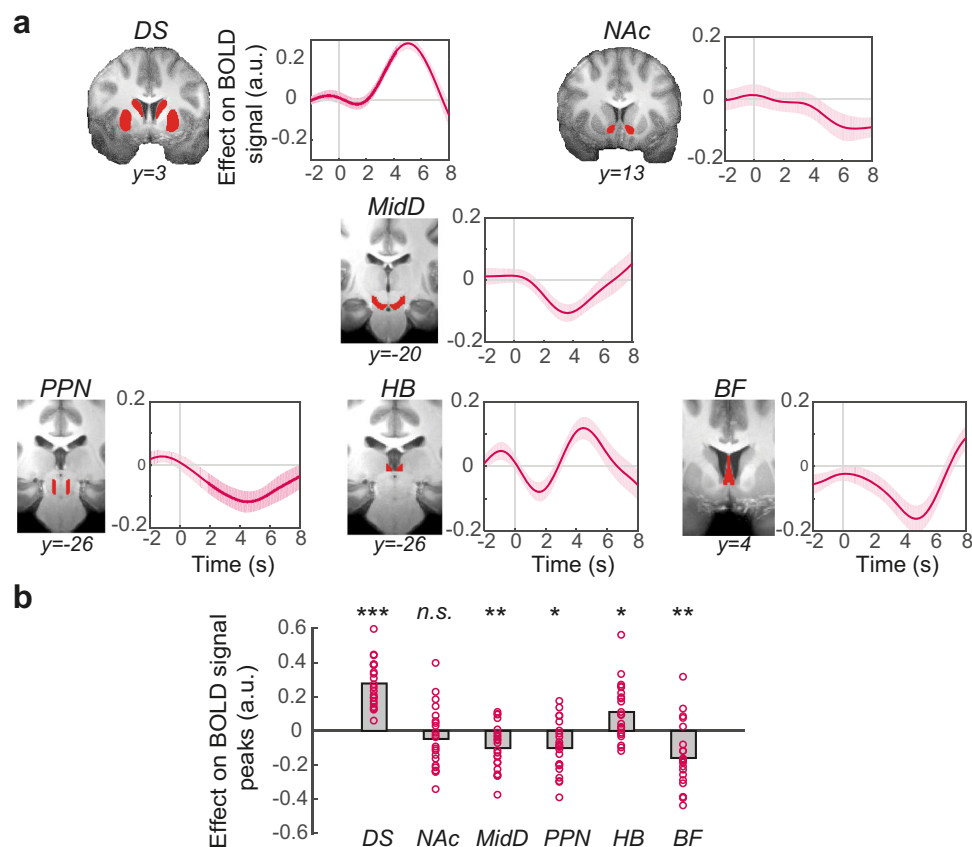 a
DS
NAc
Effect on BOLD
signal (a.u.)
0.2
0
-0.2
-2 0 2 4 6 8
y=3
0.2
0
-0.2
-2 0 2 4 6 8
y=13
MidD
0.2
0
-0.2
-2 0 2 4 6 8
y=-20
PPN
HB
BF
0.2
0
-0.2
-2 0 2 4 6 8
y=-26
Time (s)
0.2
0
-0.2
-2 0 2 4 6 8
y=-26
Time (s)
0.2
0
-0.2
-2 0 2 4 6 8
y=4
Time (s)
b
Effect on BOLD signal
peaks (a.u.)
*** n.s. ** * * **
0.6
0.4
0.2
0
-0.2
-0.4
-0.6
DS NAc MidD PPN HB BF